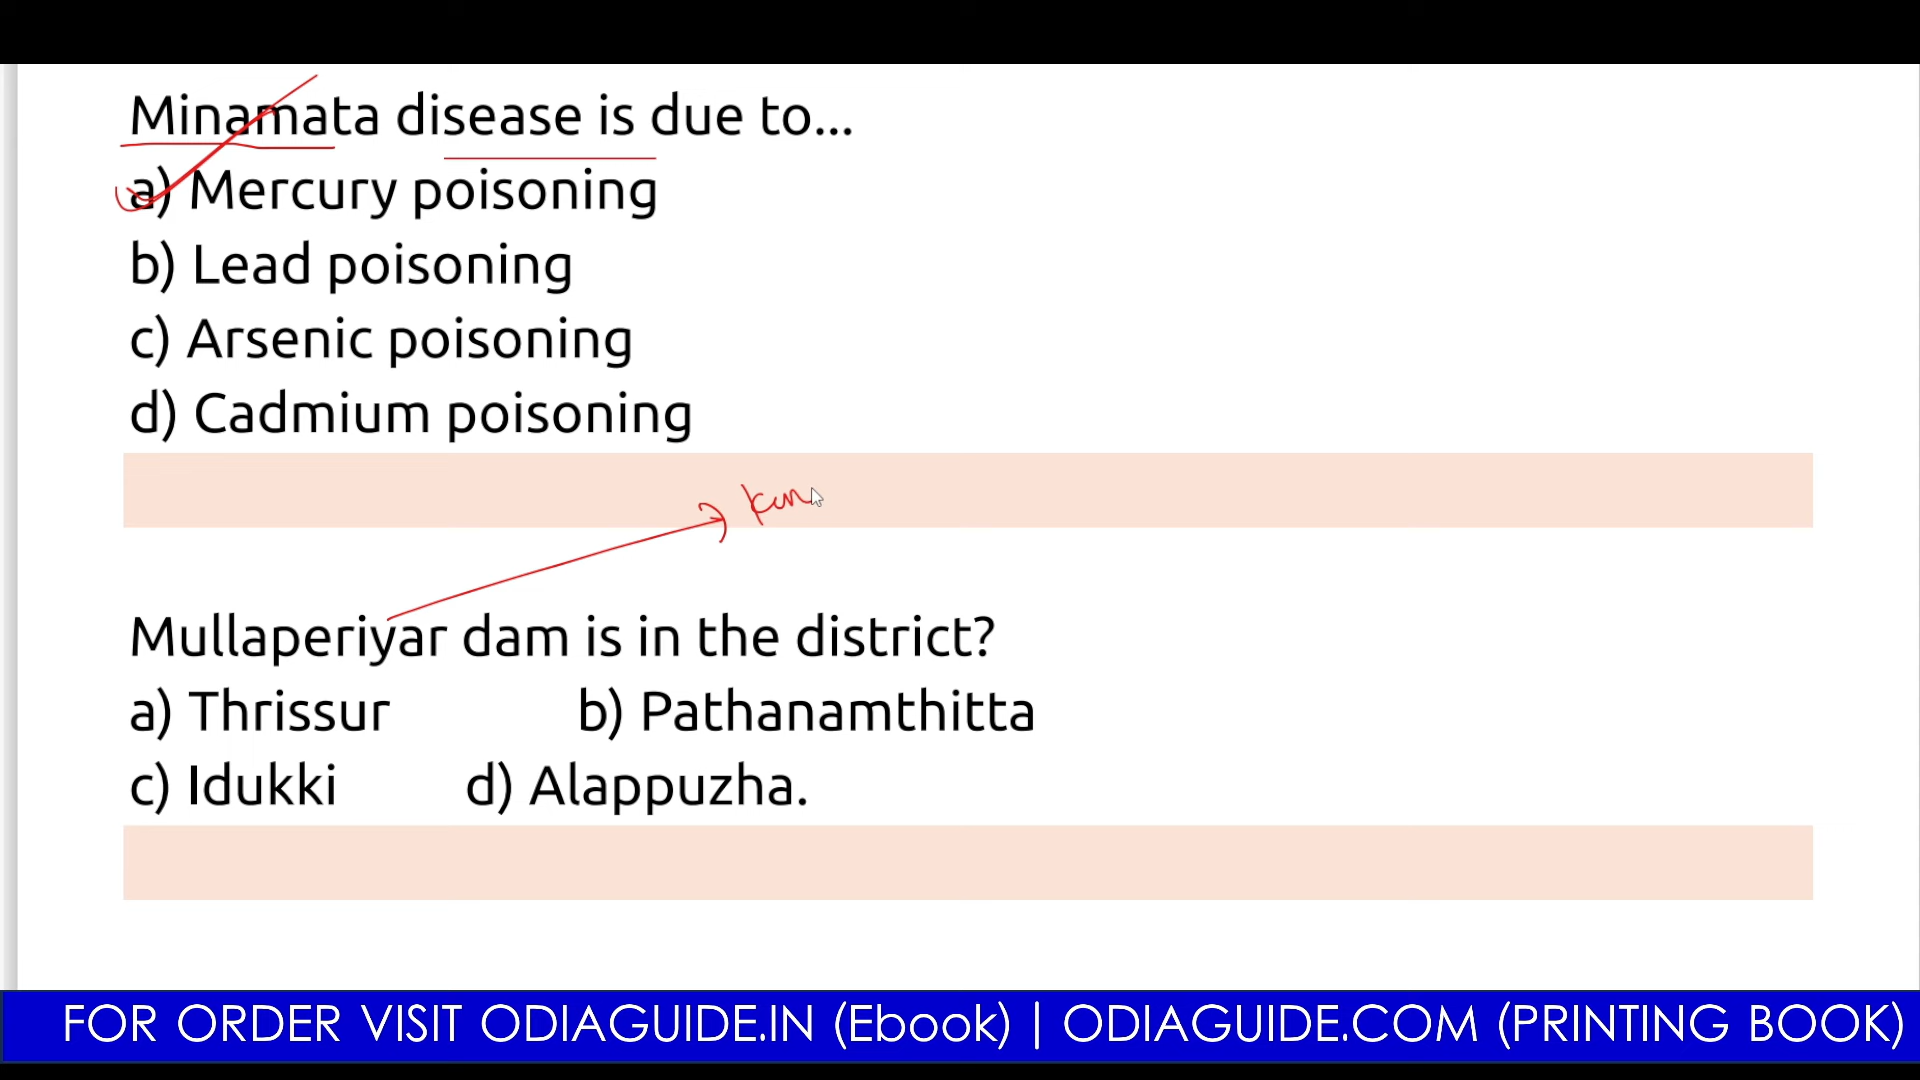 Minamata disease is due to...
a) Mercury poisoning
b) Lead poisoning
c) Arsenic poisoning
d) Cadmium poisoning
Mullaperiyar dam is in the district?
a) Thrissur b) Pathanamthitta
c) Idukki d) Alappuzha.
FOR ORDER VISIT ODIAGUIDE.IN (Ebook) | ODIAGUIDE.COM (PRINTING BOOK)